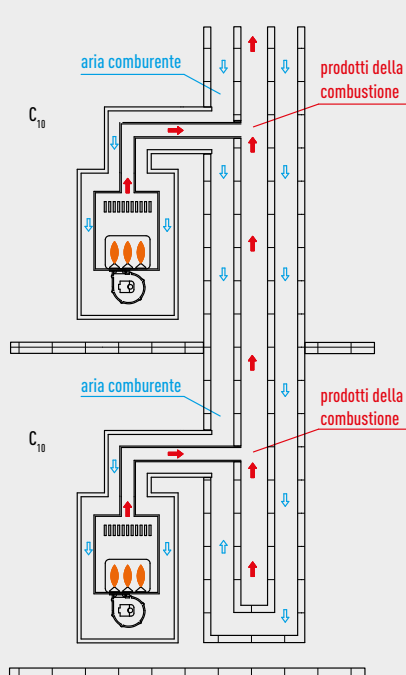 aria comburente
prodotti della
combustione
C₁₀
aria comburente
prodotti della
combustione
C₁₀